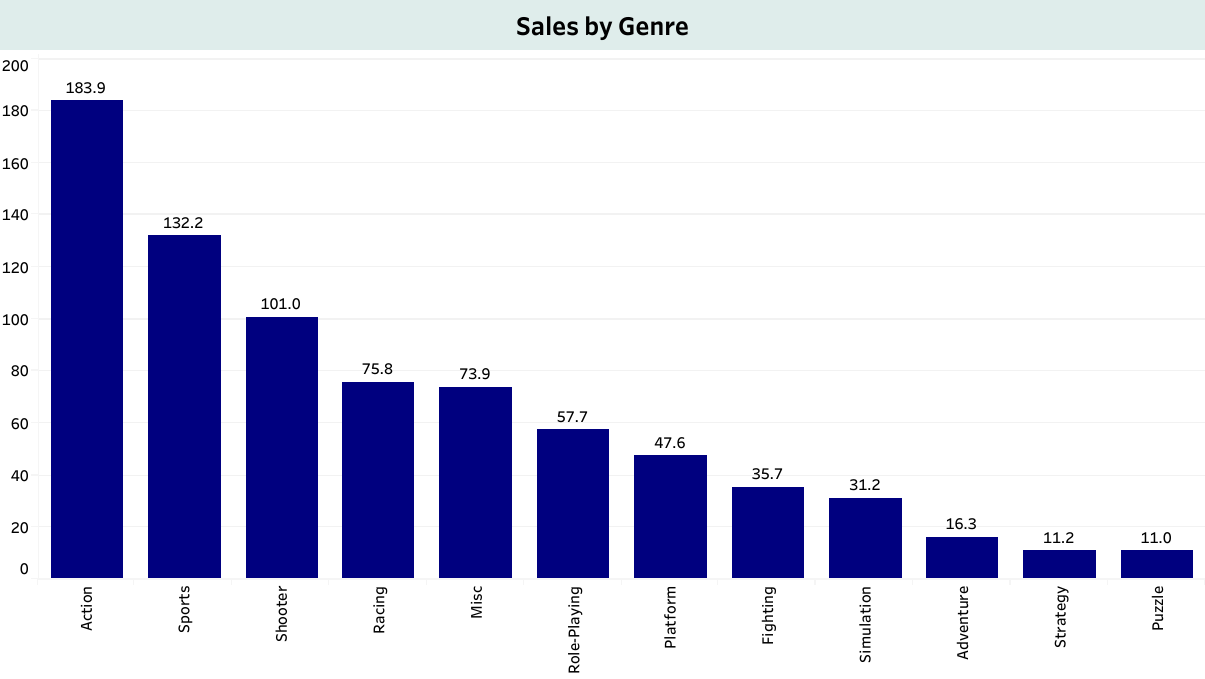 Sales by Genre
200
180
160
140
120
100
80
60
40
20
0
183.9
132.2
101.0
75.8
73.9
57.7
47.6
35.7
31.2
16.3
11.2
11.0
Action
Sports
Shooter
Racing
Misc
Role-Playing
Platform
Fighting
Simulation
Adventure
Strategy
Puzzle